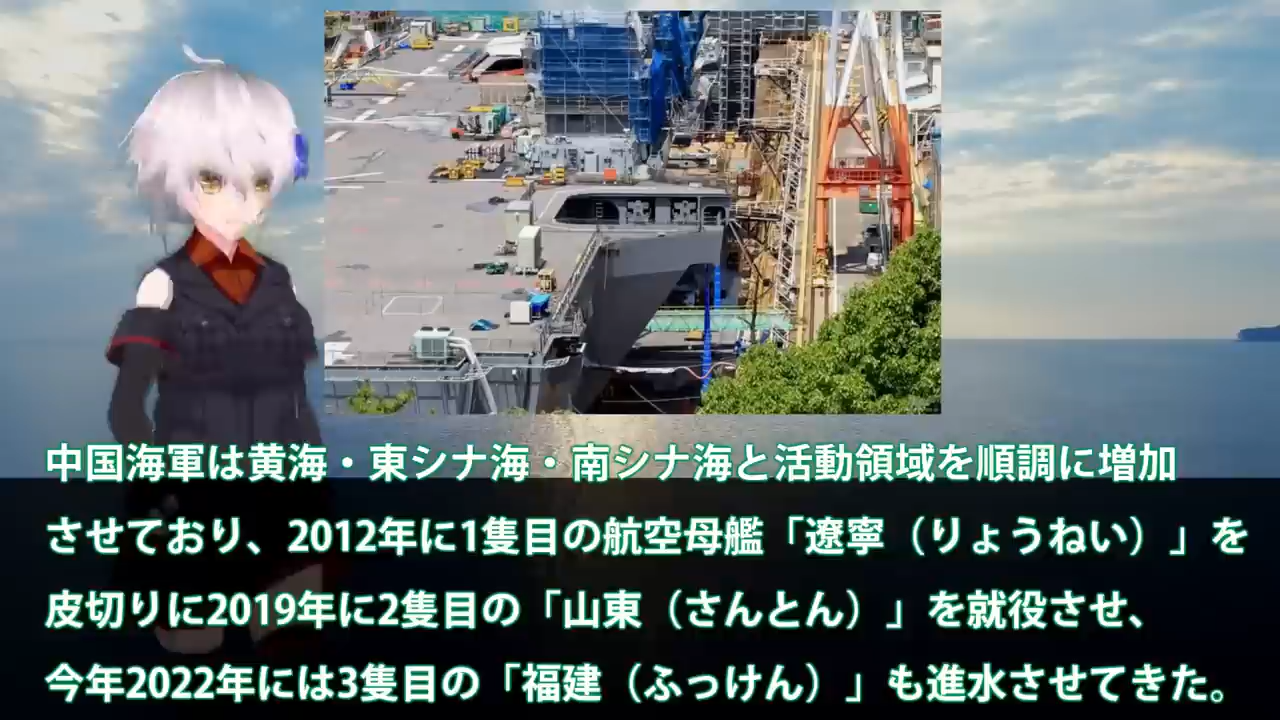 中国海軍は黄海・東シナ海・南シナ海と活動領域を順調に増加
させており、2012年に1隻目の航空母艦「遼寧（りょうねい）」を
皮切りに2019年に2隻目の「山東（さんとん）」を就役させ、
今年2022年には3隻目の「福建（ふっけん）」も進水させてきた。